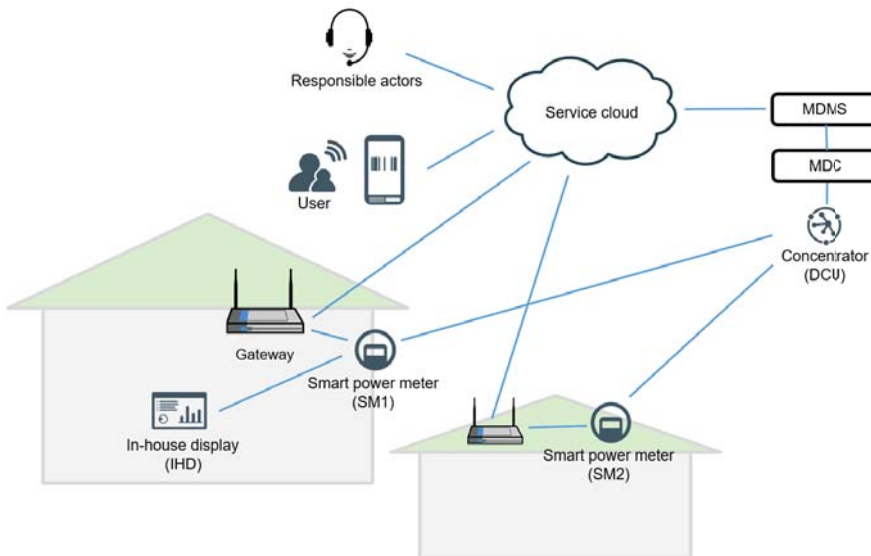 Responsible actors
Service cloud
MDMS
MDC
User
Concentrator
(DCU)
Gateway
Smart power meter
(SM1)
In-house display
(IHD)
Smart power meter
(SM2)